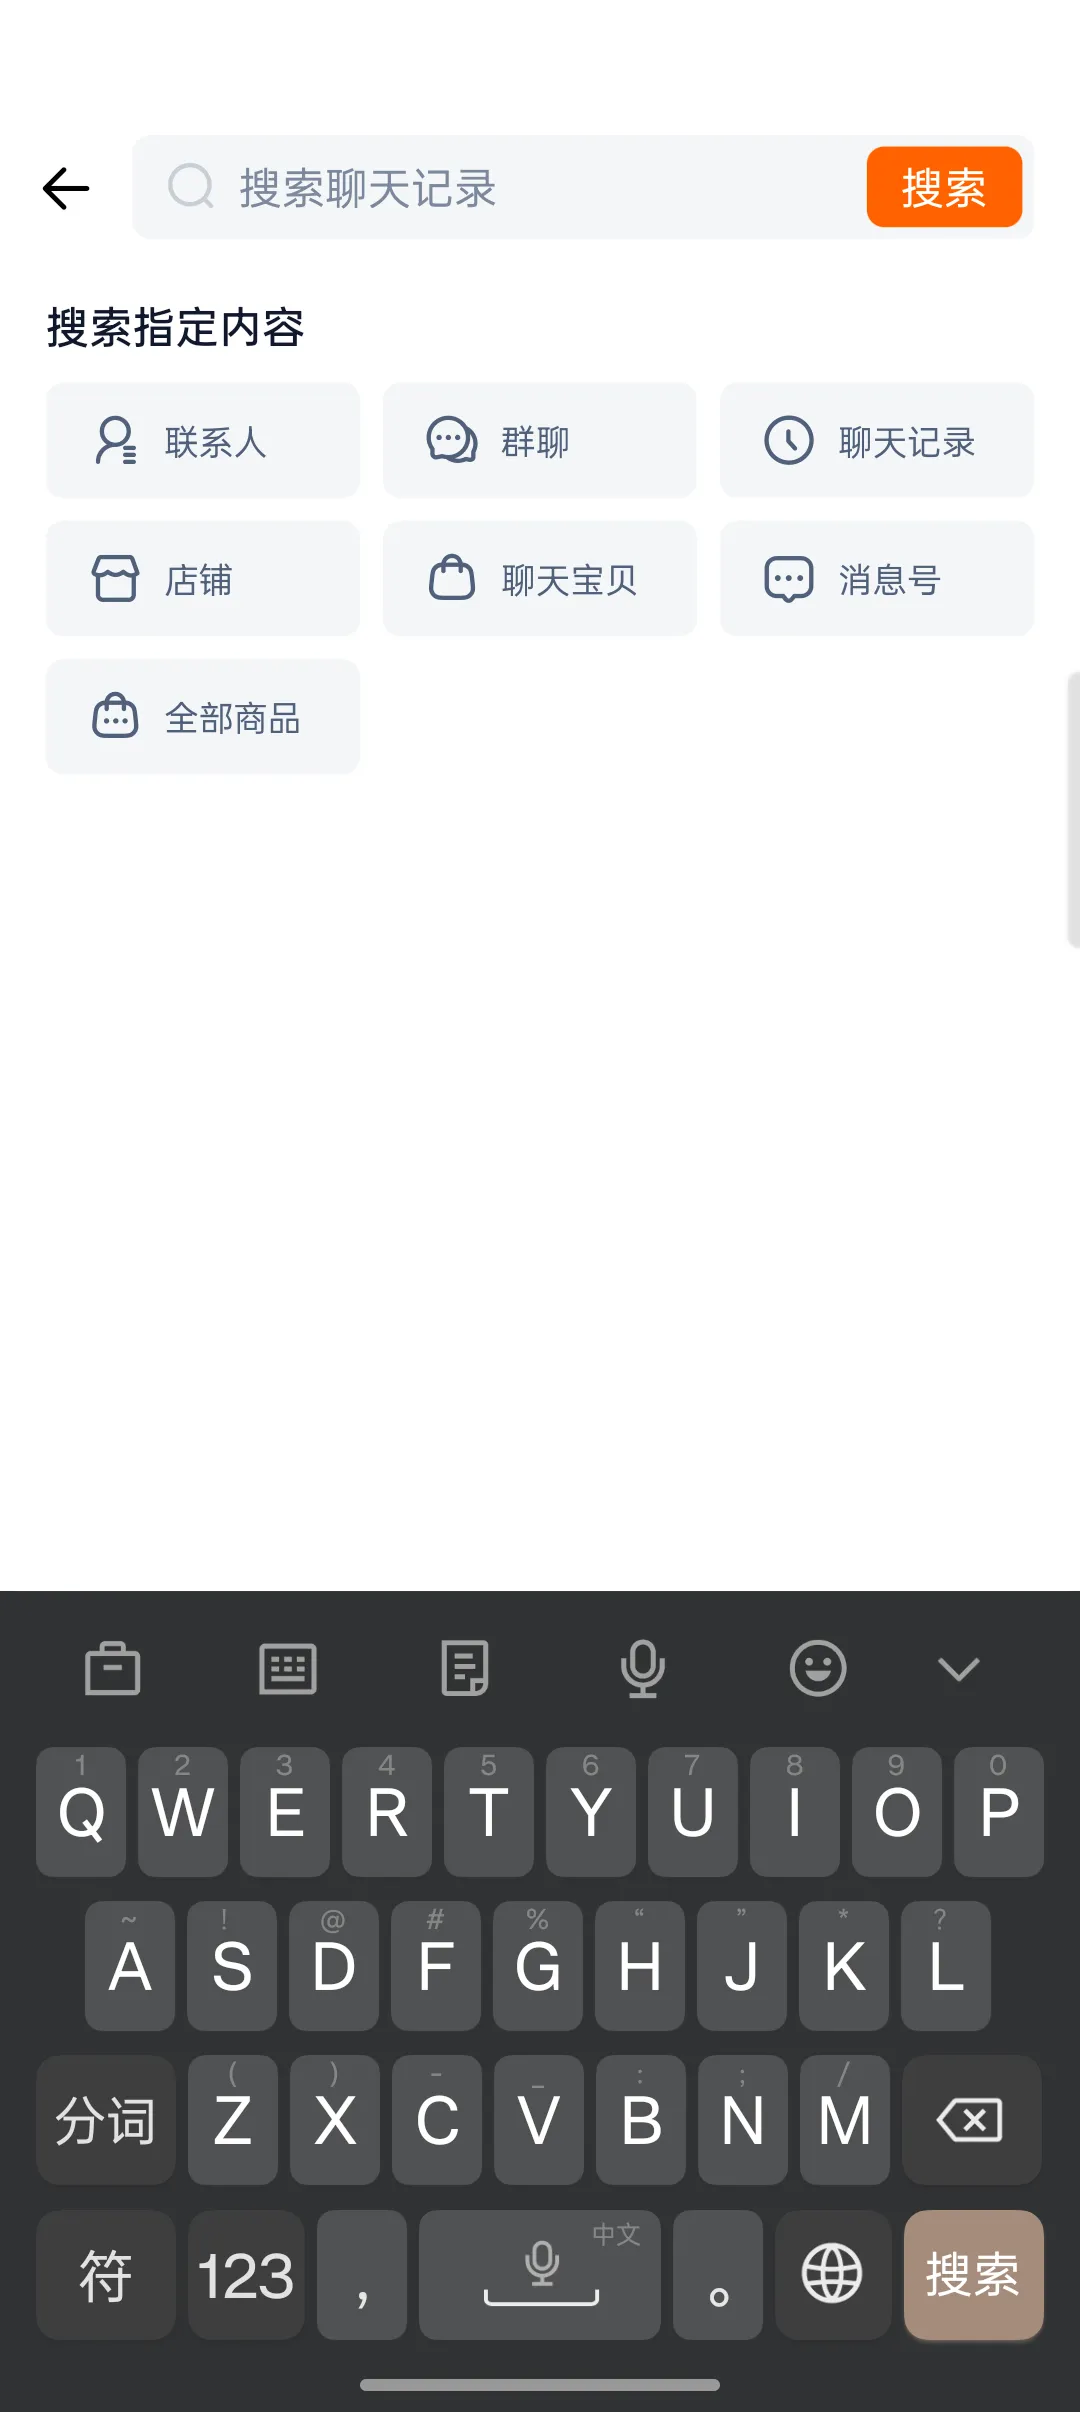 搜索聊天记录 搜索
搜索指定内容
联系人 群聊 聊天记录
店铺 聊天宝贝 消息号
全部商品
1 2 3 4 5 6 7 8 9 0
Q W E R T Y U I O P
~ ! @ # % “ ” * ?
A S D F G H J K L
( ) - _ : ; /
分词 Z X C V B N M
中文
符 123 , 。 搜索